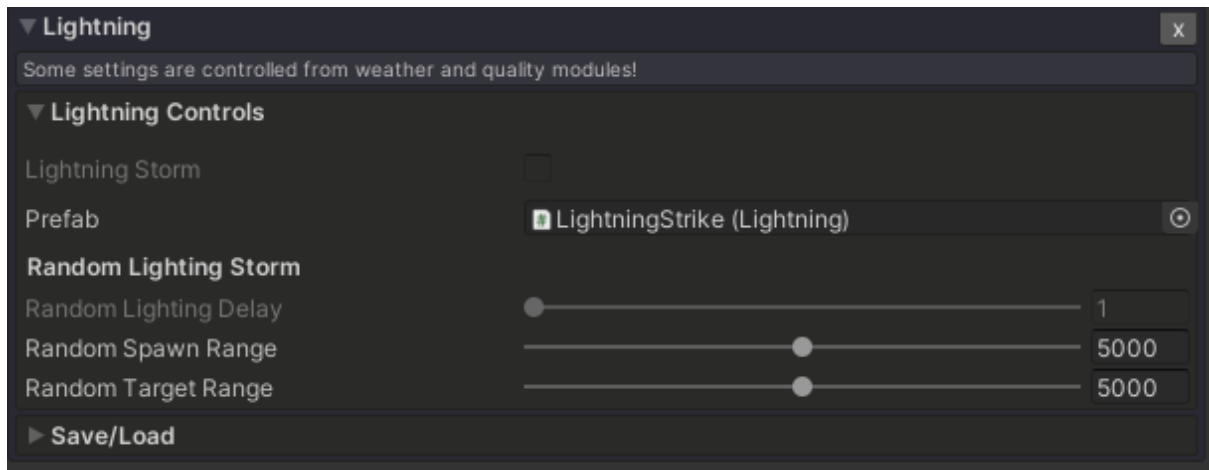 Lightning
x
Some settings are controlled from weather and quality modules!
Lightning Controls
Lightning Storm
Prefab LightningStrike (Lightning)
Random Lighting Storm
Random Lighting Delay 1
Random Spawn Range 5000
Random Target Range 5000
Save/Load